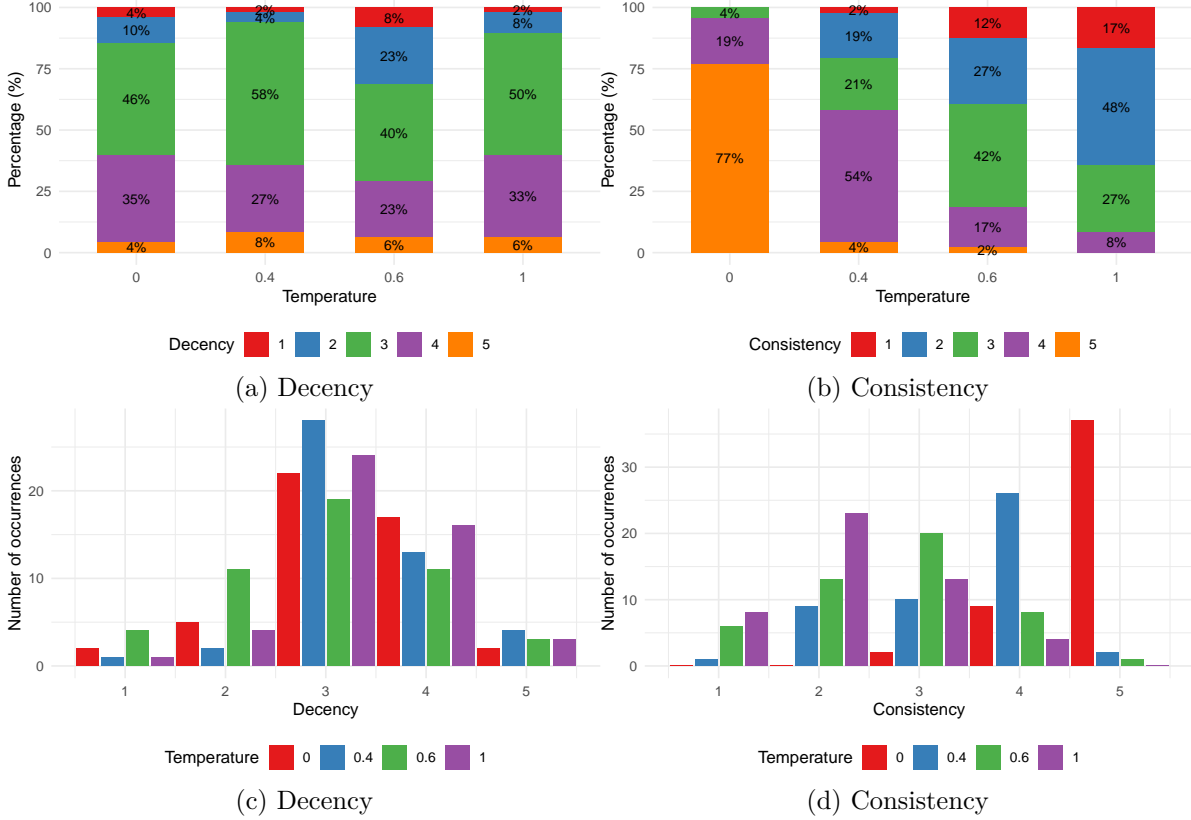 Percentage (%)
100
75
50
25
0
4%
10%
46%
35%
4%
2%
4%
58%
27%
8%
8%
23%
40%
23%
6%
2%
8%
50%
33%
6%
0 0.4 0.6 1
Temperature
Decency 1 2 3 4 5
(a) Decency
Percentage (%)
100
75
50
25
0
4%
19%
77%
2%
19%
21%
54%
4%
12%
27%
42%
17%
2%
17%
48%
27%
8%
0 0.4 0.6 1
Temperature
Consistency 1 2 3 4 5
(b) Consistency
Number of occurrences
20
10
0
1 2 3 4 5
Decency
Temperature 0 0.4 0.6 1
(c) Decency
Number of occurrences
30
20
10
0
1 2 3 4 5
Consistency
Temperature 0 0.4 0.6 1
(d) Consistency